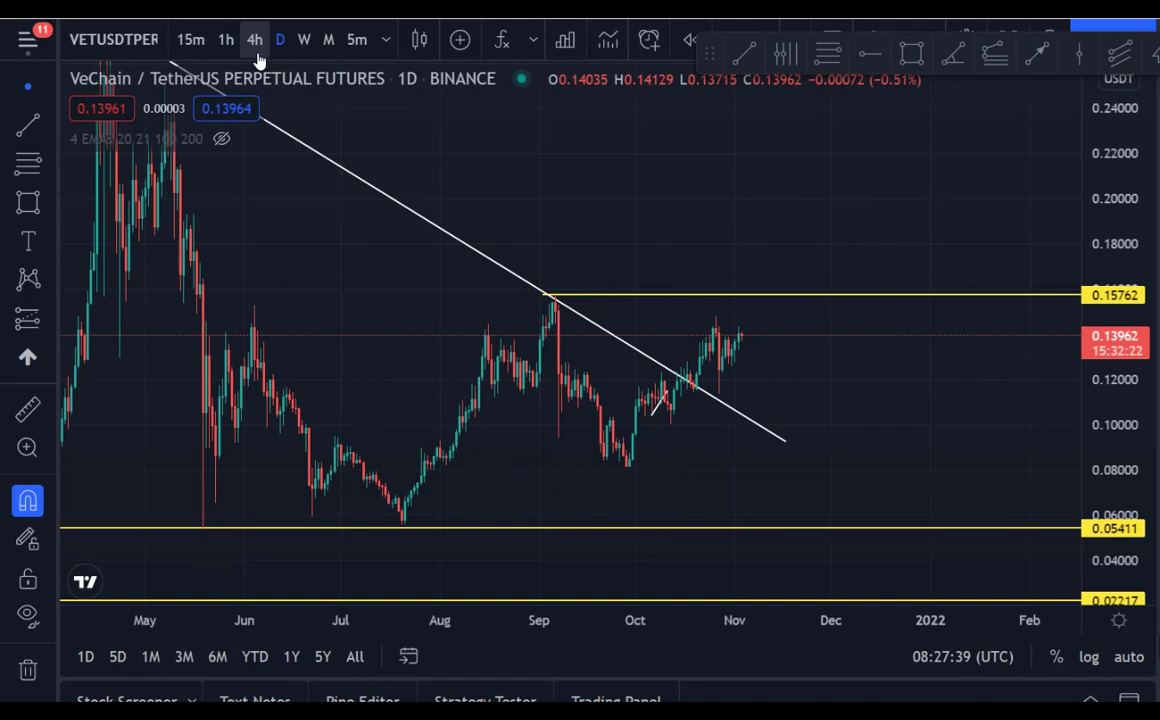 11
VETUSDTPER 15m 1h 4h D W M 5m
VeChain / TetherUS PERPETUAL FUTURES · 1D · BINANCE O0.14035 H0.14129 L0.13715 C0.13962 −0.00072 (−0.51%) USDT
0.13961 0.00003 0.13964
4 EMAs 20 21 100 200
0.24000
0.22000
0.20000
0.18000
0.15762
0.13962
15:32:22
0.12000
0.10000
0.08000
0.06000
0.05411
0.04000
0.02217
May Jun Jul Aug Sep Oct Nov Dec 2022 Feb
1D 5D 1M 3M 6M YTD 1Y 5Y All 08:27:39 (UTC) % log auto
Stock Screener Text Notes Pine Editor Strategy Tester Trading Panel